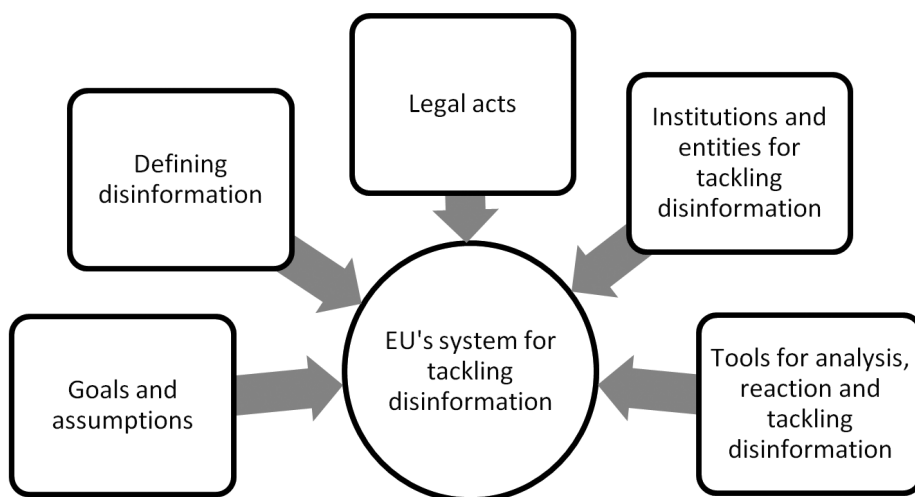 Legal acts
Defining
disinformation
Institutions and
entities for
tackling
disinformation
Goals and
assumptions
EU's system for
tackling
disinformation
Tools for analysis,
reaction and
tackling
disinformation